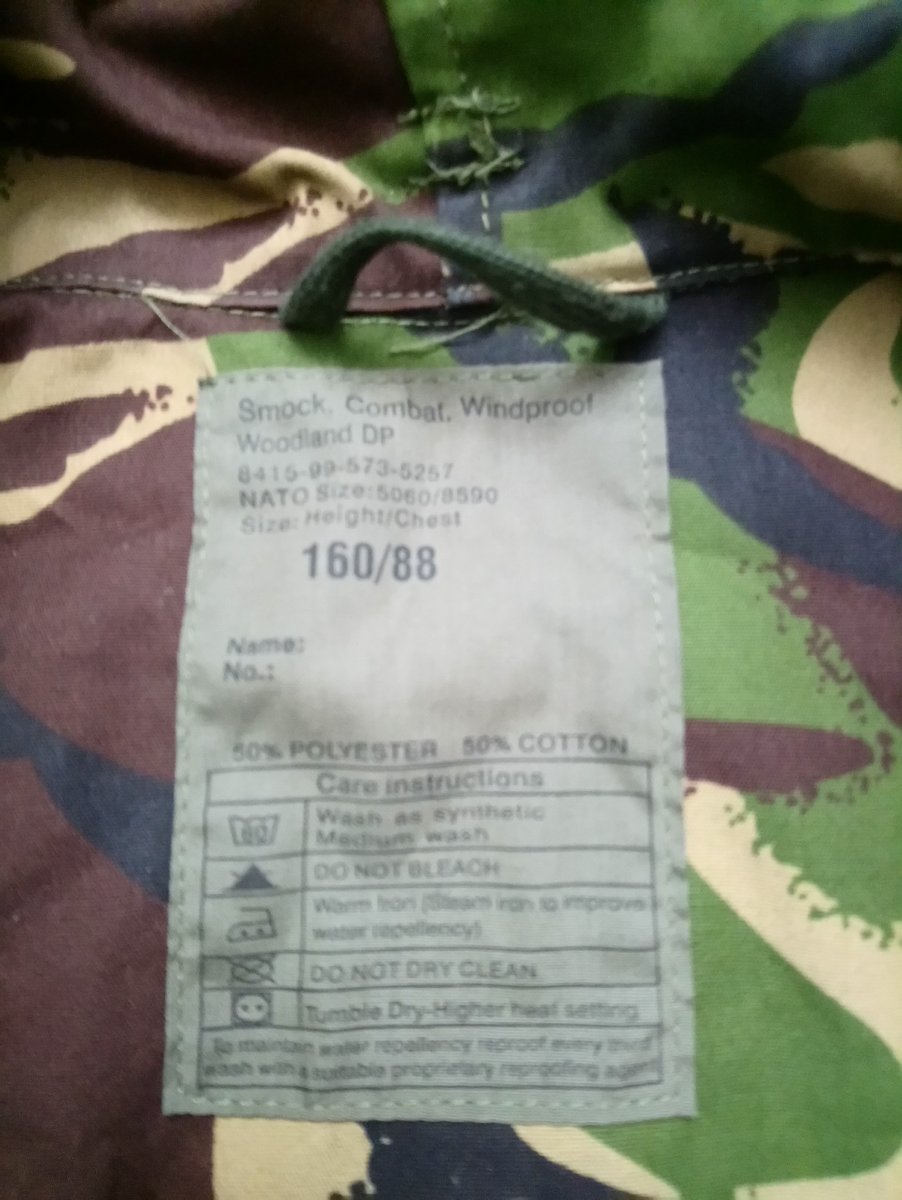 Smock, Combat, Windproof
Woodland DP
8415-99-573-5257
NATO Size:5060/8590
Size: Height/Chest
160/88
Name:
No.:
50% POLYESTER 50% COTTON
Care instructions
60
Wash as synthetic
Medium wash
DO NOT BLEACH
Warm Iron (Steam iron to improve
water repellency)
DO NOT DRY CLEAN
Tumble Dry-Higher heat setting
To maintain water repellency reproof every third
wash with a suitable proprietary reproofing agent